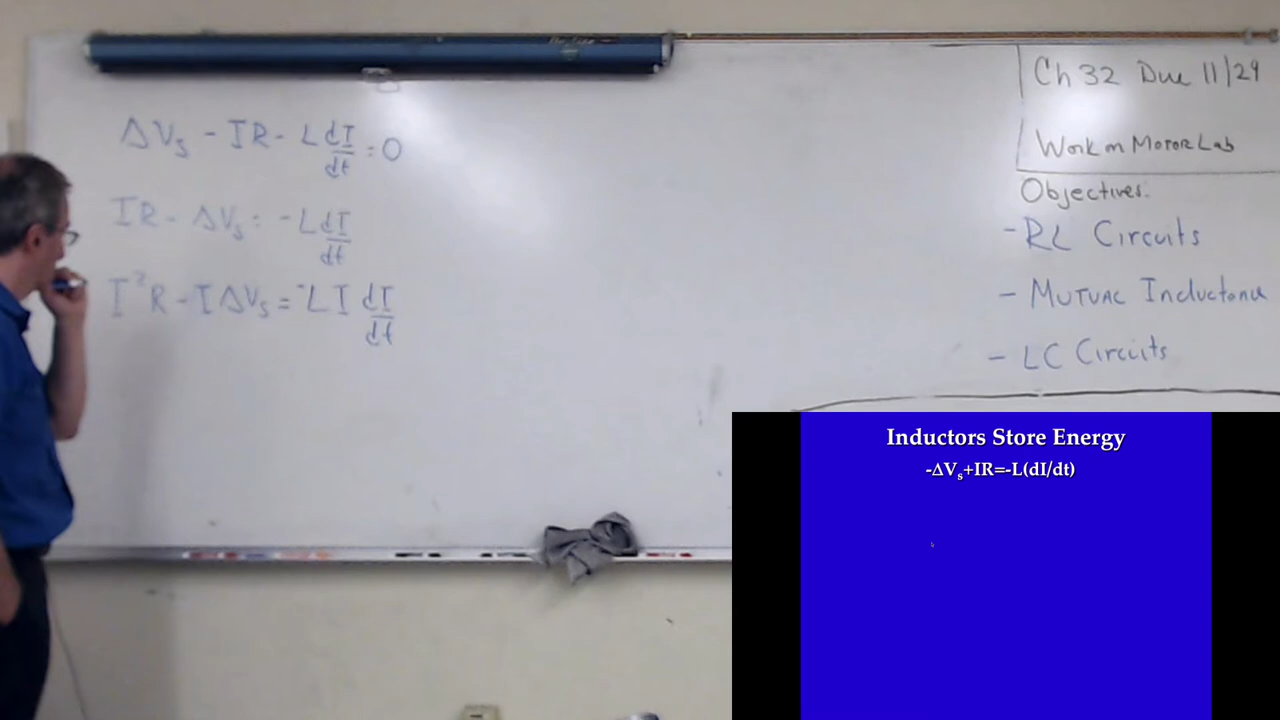 ΔVs - IR - L dI/dt = 0
IR - ΔVs = -L dI/dt
I²R - IΔVs = -LI dI/dt
Ch 32 Due 11/29
Work on Motor Lab
Objectives:
- RL Circuits
- Mutual Inductance
- LC Circuits
Inductors Store Energy
-ΔVs+IR=-L(dI/dt)